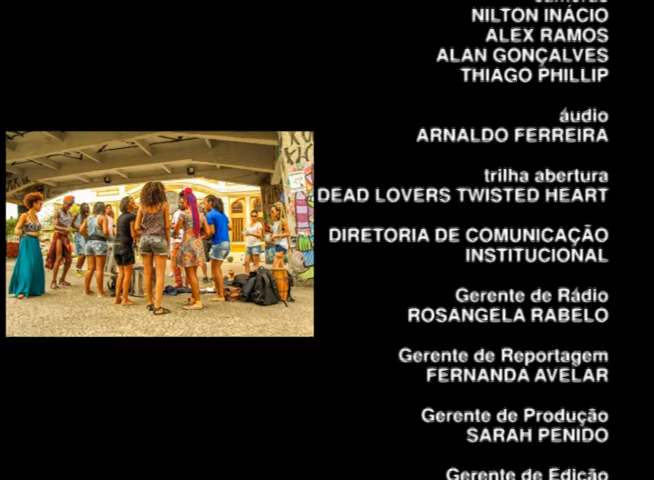 câmeras
NILTON INÁCIO
ALEX RAMOS
ALAN GONÇALVES
THIAGO PHILLIP
áudio
ARNALDO FERREIRA
trilha abertura
DEAD LOVERS TWISTED HEART
DIRETORIA DE COMUNICAÇÃO
INSTITUCIONAL
Gerente de Rádio
ROSANGELA RABELO
Gerente de Reportagem
FERNANDA AVELAR
Gerente de Produção
SARAH PENIDO
Gerente de Edição